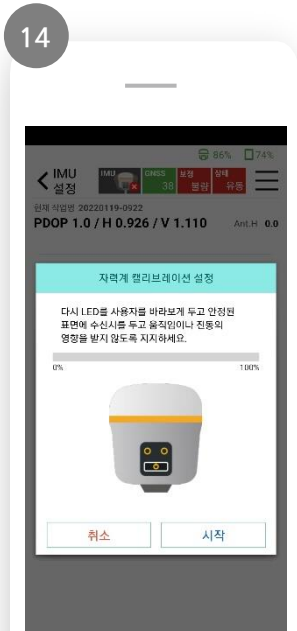 14
86% 74%
IMU 설정
IMU GNSS 38 보정 불량 상태 유동
현재 작업명 20220119-0922
PDOP 1.0 / H 0.926 / V 1.110 Ant.H 0.0
자력계 캘리브레이션 설정
다시 LED를 사용자를 바라보게 두고 안정된
표면에 수신시를 두고 움직임이나 진동의
영향을 받지 않도록 지지하세요.
0% 100%
취소 시작